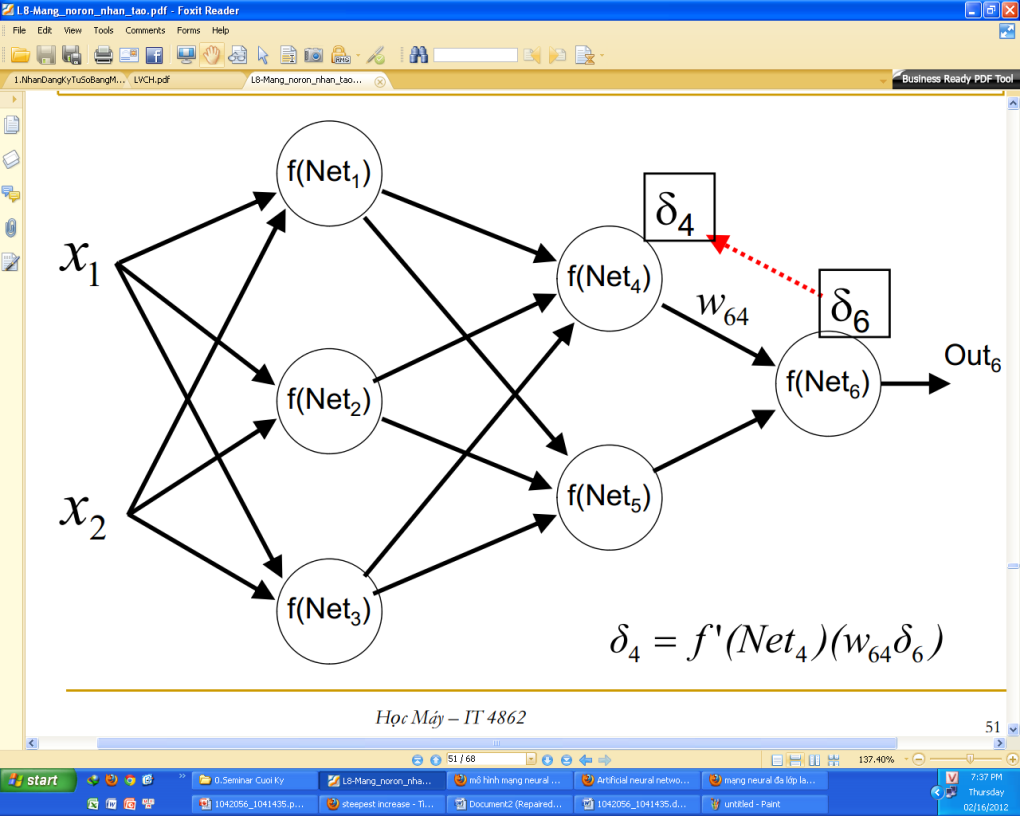 L8-Mang_noron_nhan_tao.pdf - Foxit Reader
File Edit View Tools Comments Forms Help
1.NhanDangKyTuSoBangM... LVCH.pdf L8-Mang_noron_nhan_tao... Business Ready PDF Tool
f(Net₁)
δ₄
x₁
f(Net₄)
w₆₄
δ₆
Out₆
f(Net₂)
f(Net₆)
x₂
f(Net₅)
f(Net₃)
δ₄ = f'(Net₄)(w₆₄δ₆)
Học Máy – IT 4862
51
51 / 68 137.40%
start 0.Seminar Cuoi Ky L8-Mang_noron_nha... mô hình mạng neural ... Artificial neural netwo... mạng neural đa lớp la... 7:37 PM
Thursday
1042056_1041435.p... steepest increase - Ti... Document2 (Repaired... 1042056_1041435.d... untitled - Paint 02/16/2012